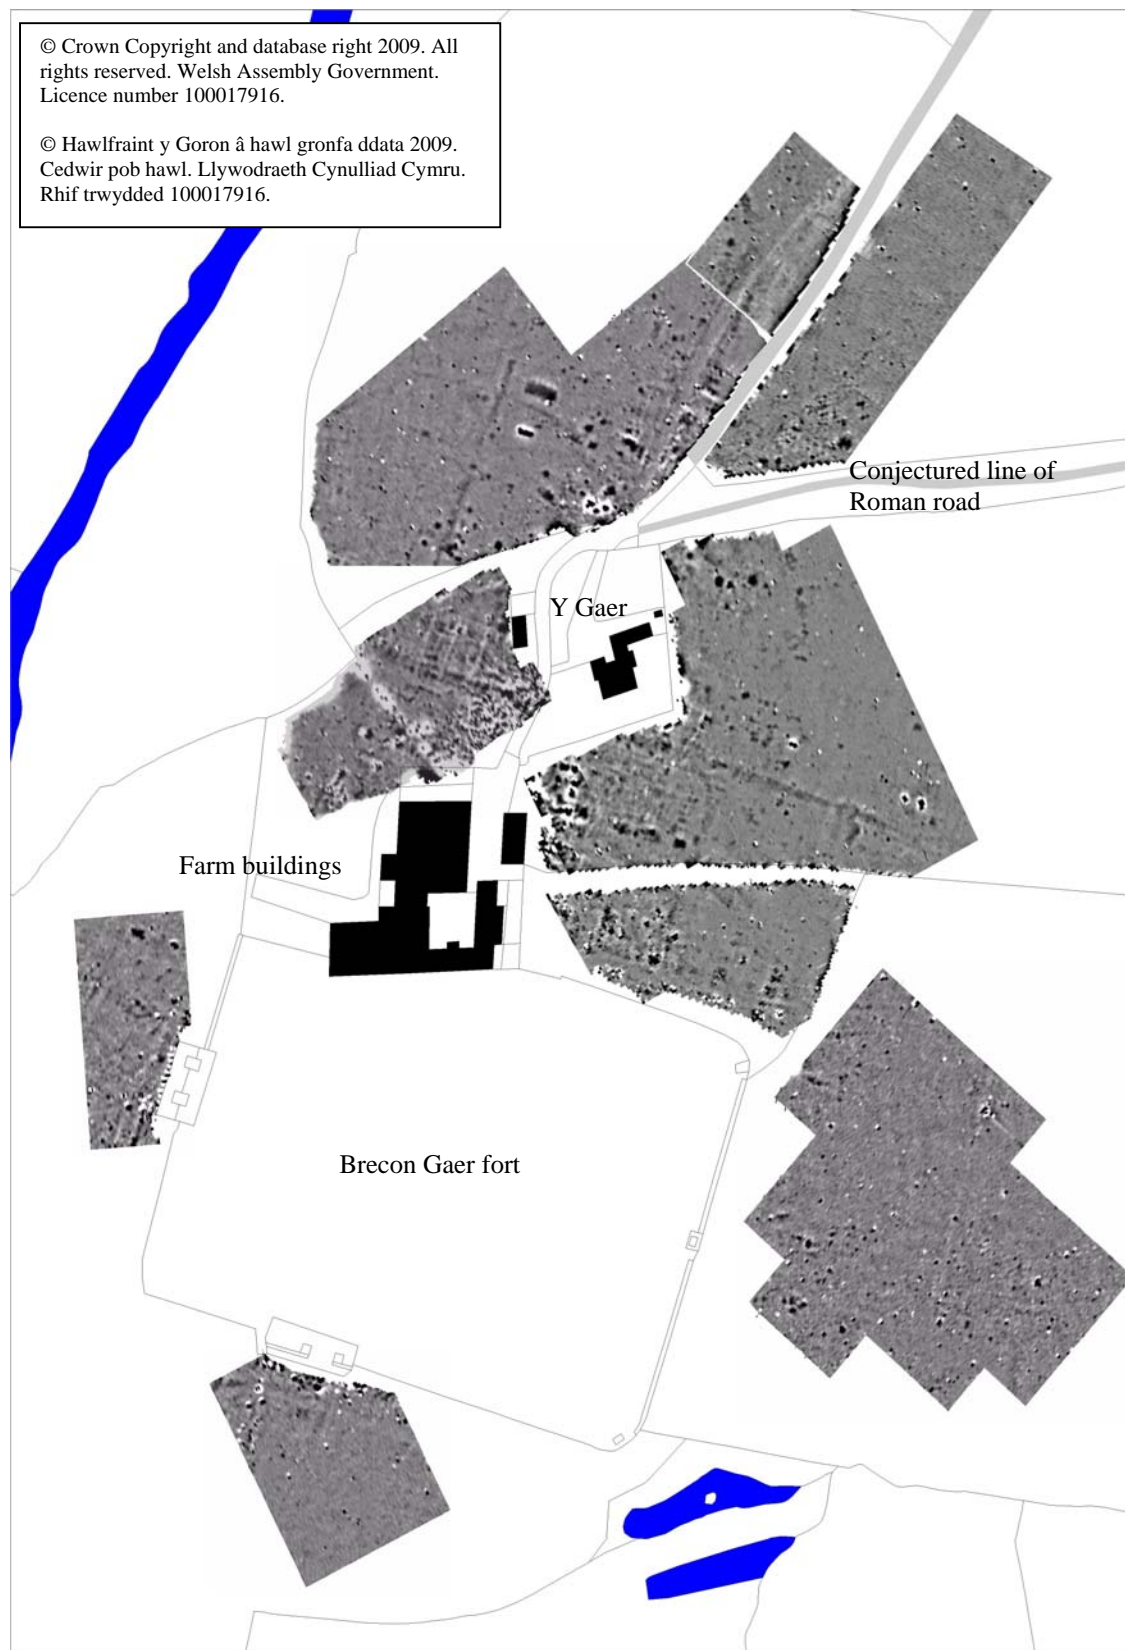 © Crown Copyright and database right 2009. All
rights reserved. Welsh Assembly Government.
Licence number 100017916.
© Hawlfraint y Goron â hawl gronfa ddata 2009.
Cedwir pob hawl. Llywodraeth Cynulliad Cymru.
Rhif trwydded 100017916.
Conjectured line of
Roman road
Y Gaer
Farm buildings
Brecon Gaer fort